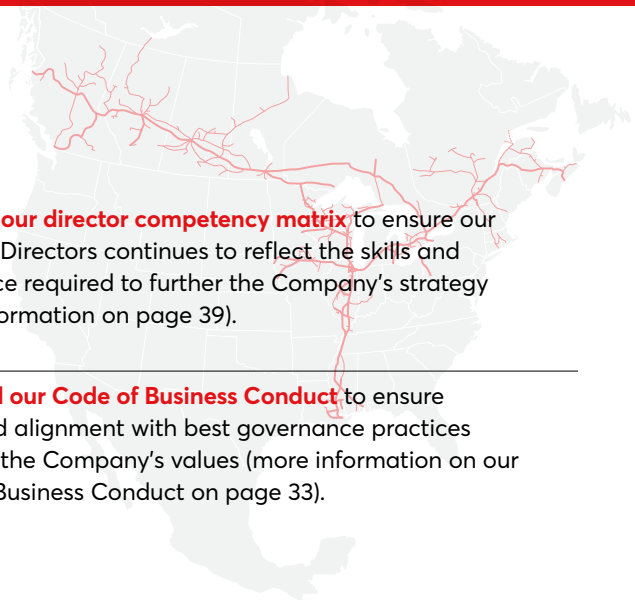 our director competency matrix to ensure our
Directors continues to reflect the skills and
ce required to further the Company's strategy
ormation on page 39).
l our Code of Business Conduct to ensure
d alignment with best governance practices
the Company's values (more information on our
Business Conduct on page 33).